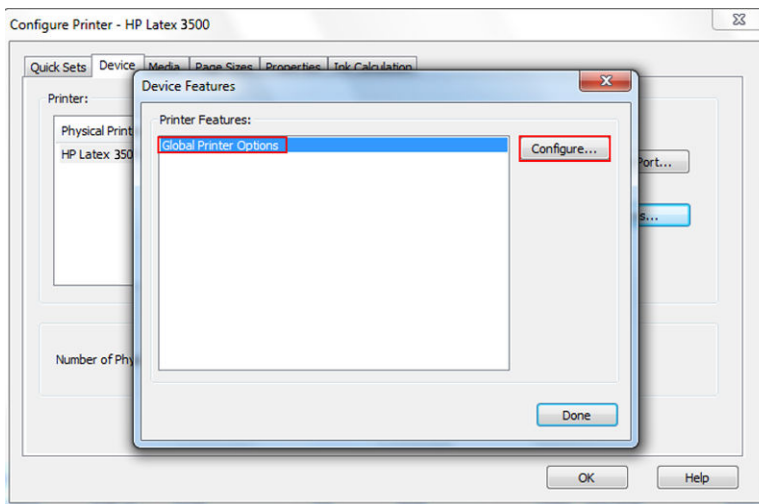 Configure Printer - HP Latex 3500
Quick Sets Device Media Page Sizes Properties Ink Calculation
Device Features
Printer:
Printer Features:
Physical Print
Global Printer Options
Configure...
HP Latex 350
Port...
s...
Number of Phy
Done
OK Help